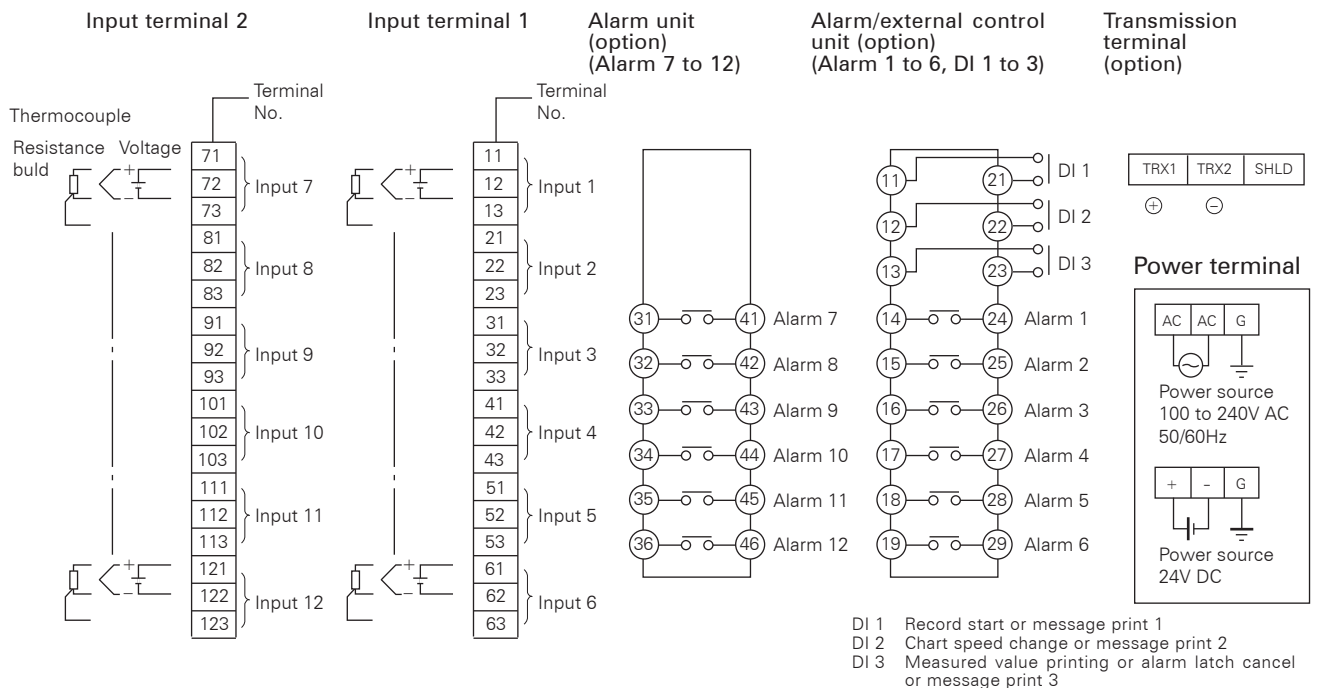 Input terminal 2
Terminal
No.
Thermocouple
Resistance
buld
Voltage
+
−
71
72
73
Input 7
81
82
83
Input 8
91
92
93
Input 9
101
102
103
Input 10
111
112
113
Input 11
+
−
121
122
123
Input 12
Input terminal 1
Terminal
No.
+
−
11
12
13
Input 1
21
22
23
Input 2
31
32
33
Input 3
41
42
43
Input 4
51
52
53
Input 5
+
−
61
62
63
Input 6
Alarm unit
(option)
(Alarm 7 to 12)
31 41 Alarm 7
32 42 Alarm 8
33 43 Alarm 9
34 44 Alarm 10
35 45 Alarm 11
36 46 Alarm 12
Alarm/external control
unit (option)
(Alarm 1 to 6, DI 1 to 3)
11 21 DI 1
12 22 DI 2
13 23 DI 3
14 24 Alarm 1
15 25 Alarm 2
16 26 Alarm 3
17 27 Alarm 4
18 28 Alarm 5
19 29 Alarm 6
DI 1 Record start or message print 1
DI 2 Chart speed change or message print 2
DI 3 Measured value printing or alarm latch cancel
or message print 3
Transmission
terminal
(option)
TRX1 TRX2 SHLD
+ −
Power terminal
AC AC G
Power source
100 to 240V AC
50/60Hz
+ - G
Power source
24V DC